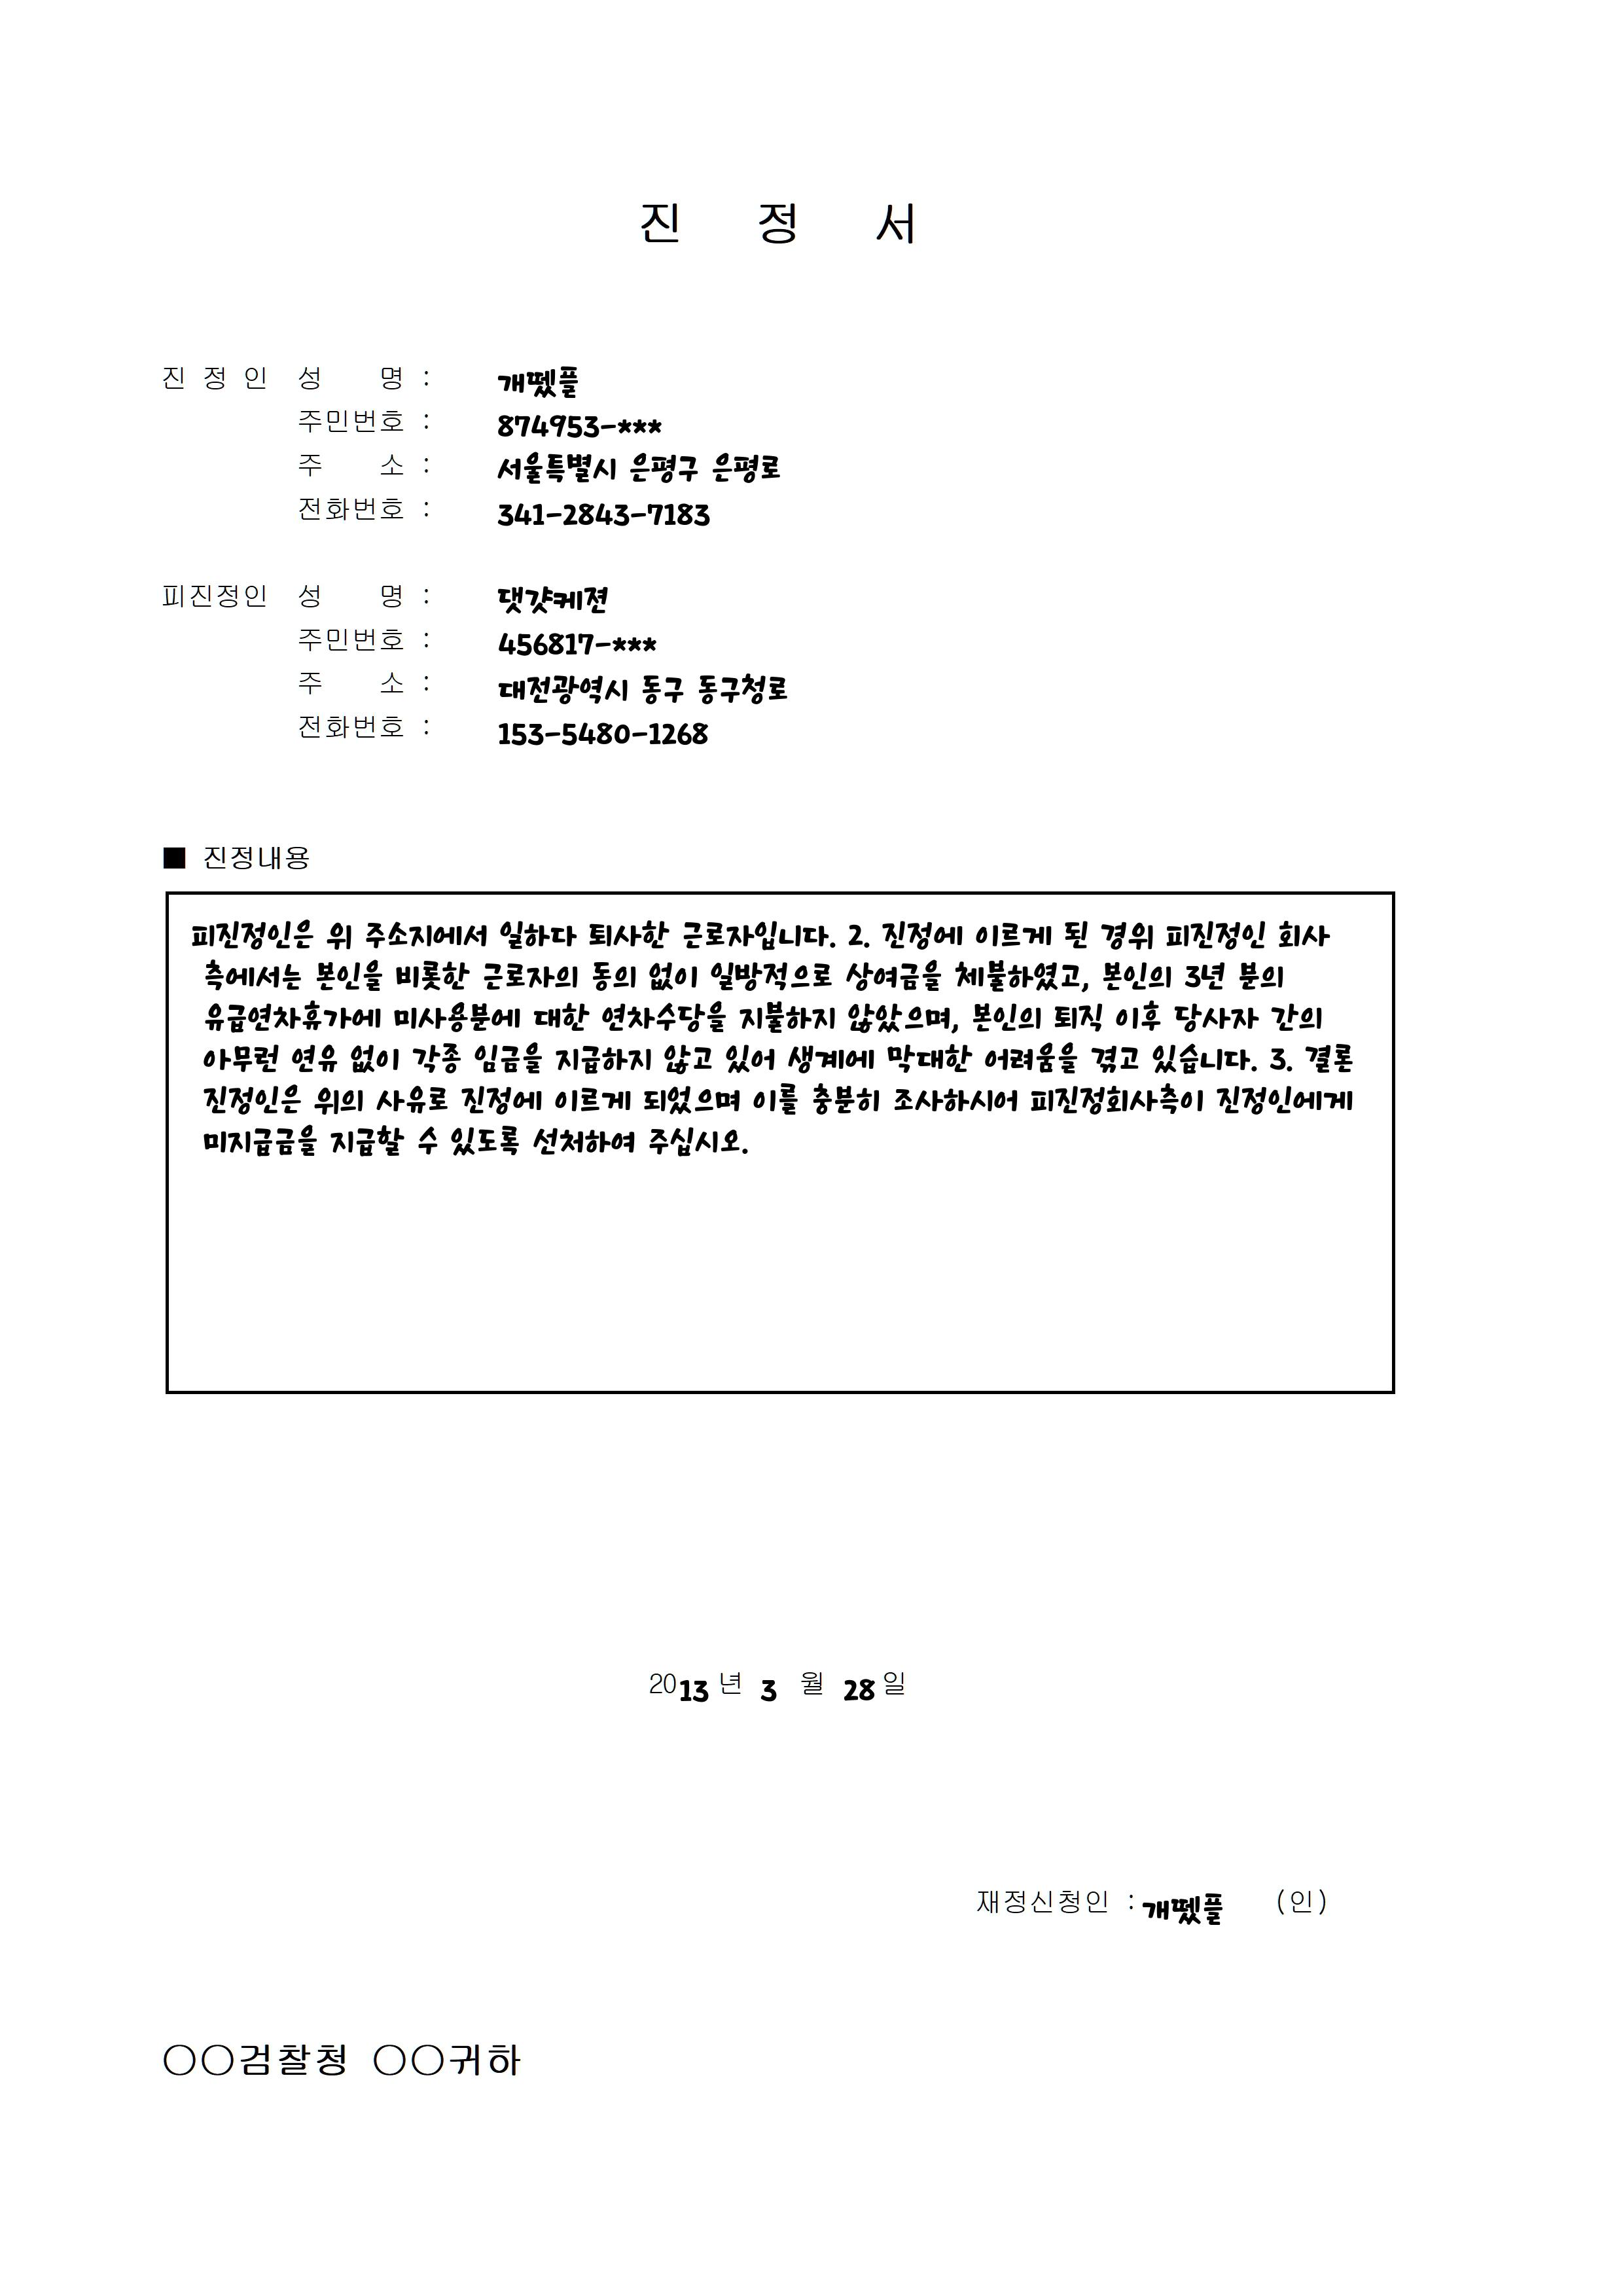 진 정 서
진 정 인 성 명 : 개뗐플
주민번호 : 874953-***
주 소 : 서울특별시 은평구 은평로
전화번호 : 341-2843-7183
피진정인 성 명 : 댓걋케젼
주민번호 : 456817-***
주 소 : 대전광역시 동구 동구청로
전화번호 : 153-5480-1268
■ 진정내용
피진정인은 위 주소지에서 일하다 퇴사한 근로자입니다. 2. 진정에 이르게 된 경위 피진정인 회사
측에서는 본인을 비롯한 근로자의 동의 없이 일방적으로 상여금을 체불하였고, 본인의 3년 분의
유급연차휴가에 미사용분에 대한 연차수당을 지불하지 않았으며, 본인의 퇴직 이후 당사자 간의
아무런 연유 없이 각종 임금을 지급하지 않고 있어 생계에 막대한 어려움을 겪고 있습니다. 3. 결론
진정인은 위의 사유로 진정에 이르게 되었으며 이를 충분히 조사하시어 피진정회사측이 진정인에게
미지급금을 지급할 수 있도록 선처하여 주십시오.
2013 년 3 월 28 일
재정신청인 : 개뗐플 (인)
○○검찰청 ○○귀하